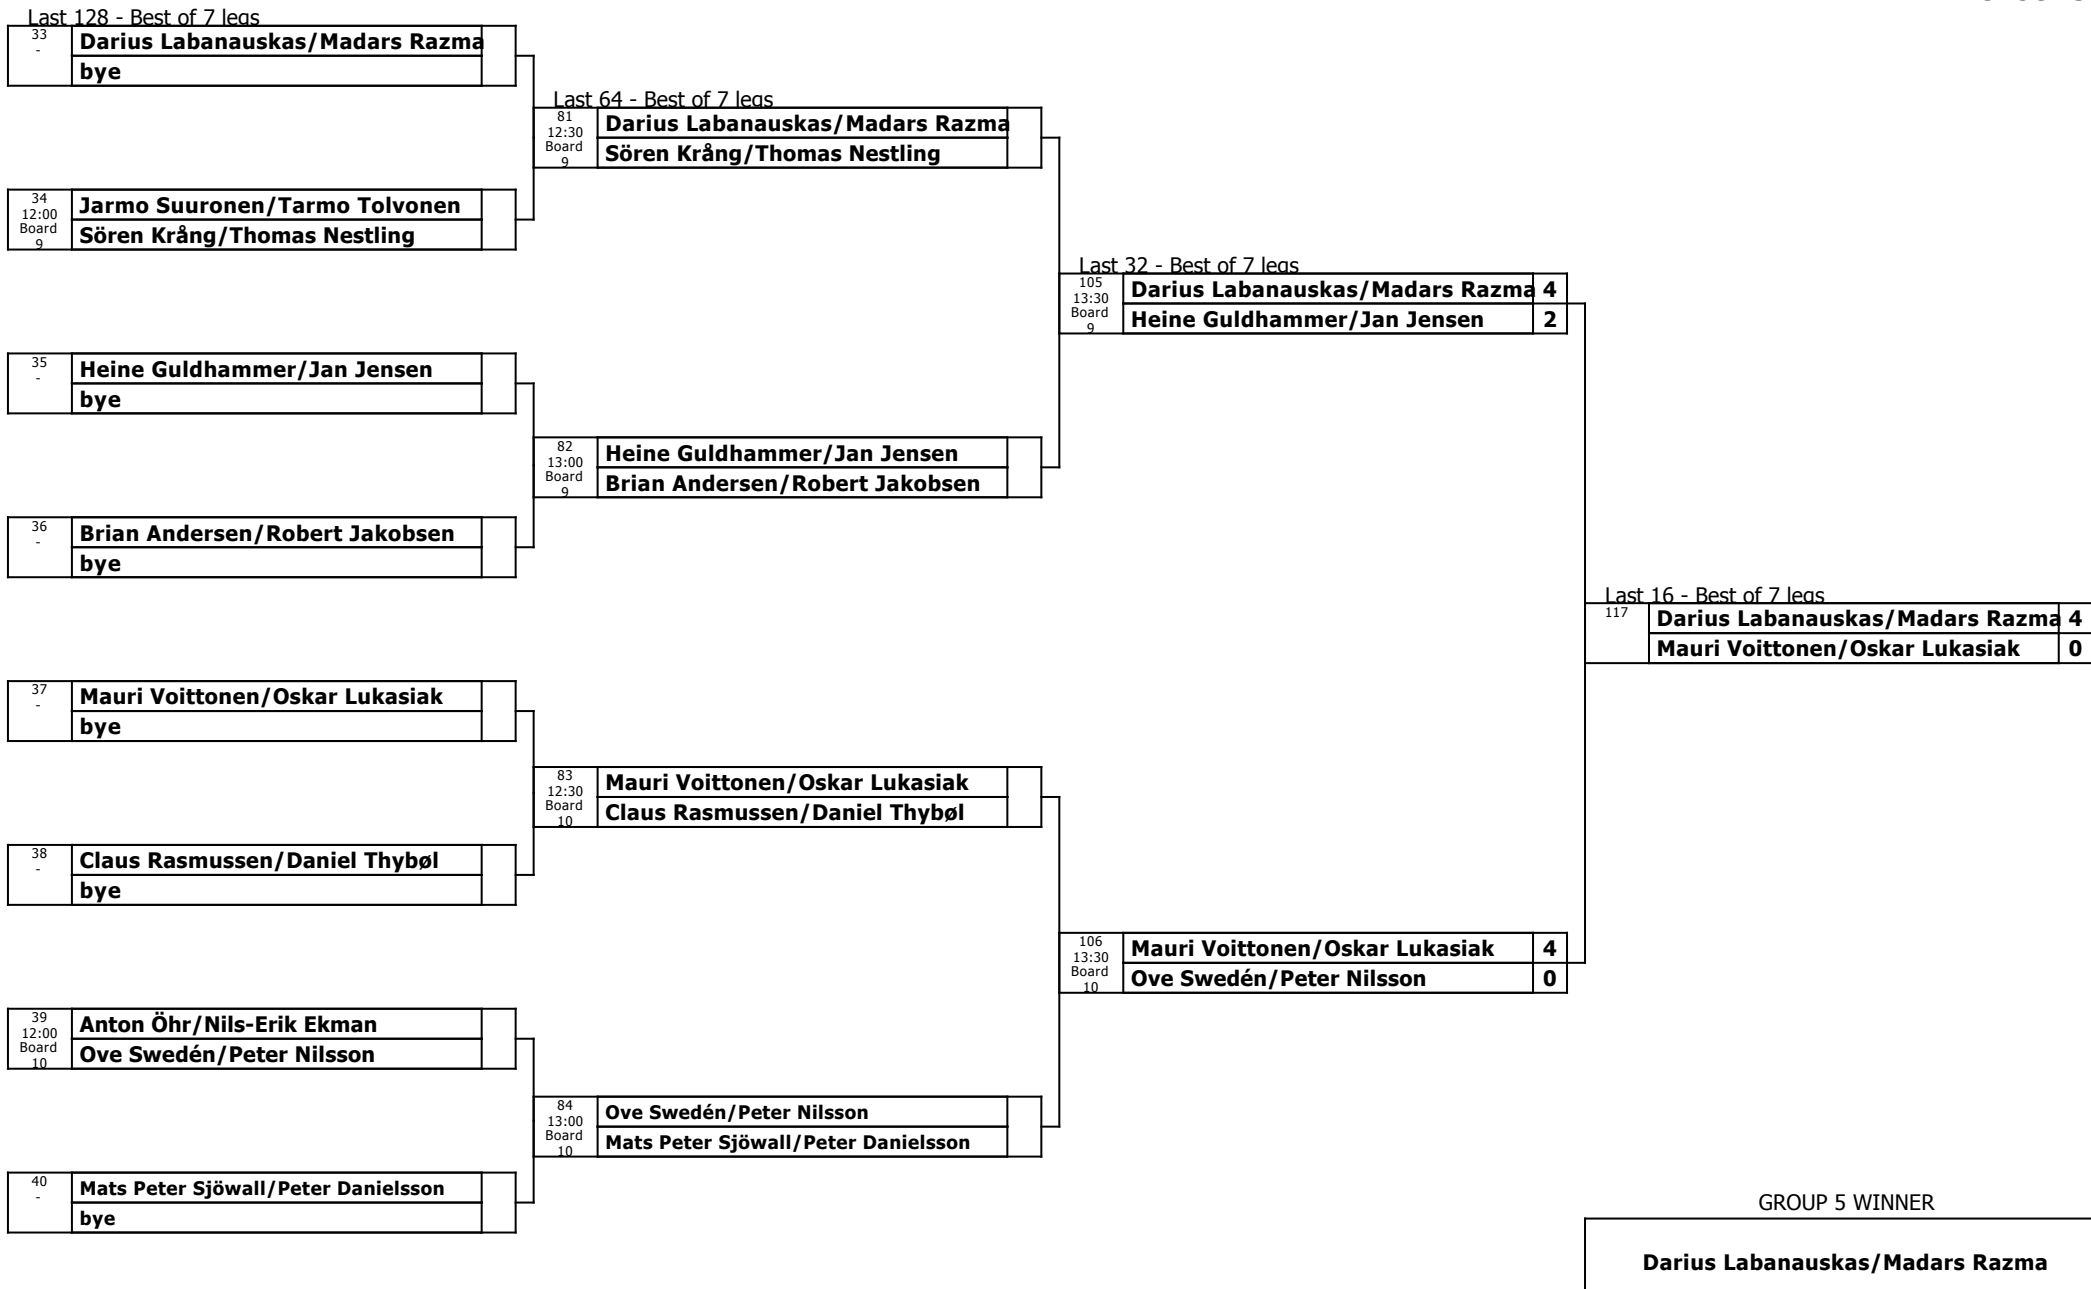 Last 128 - Best of 7 legs
33
-
Darius Labanauskas/Madars Razma
bye
34
12:00
Board
9
Jarmo Suuronen/Tarmo Tolvonen
Sören Krång/Thomas Nestling
35
-
Heine Guldhammer/Jan Jensen
bye
36
-
Brian Andersen/Robert Jakobsen
bye
37
-
Mauri Voittonen/Oskar Lukasiak
bye
38
-
Claus Rasmussen/Daniel Thybøl
bye
39
12:00
Board
10
Anton Öhr/Nils-Erik Ekman
Ove Swedén/Peter Nilsson
40
-
Mats Peter Sjöwall/Peter Danielsson
bye
Last 64 - Best of 7 legs
81
12:30
Board
9
Darius Labanauskas/Madars Razma
Sören Krång/Thomas Nestling
82
13:00
Board
9
Heine Guldhammer/Jan Jensen
Brian Andersen/Robert Jakobsen
83
12:30
Board
10
Mauri Voittonen/Oskar Lukasiak
Claus Rasmussen/Daniel Thybøl
84
13:00
Board
10
Ove Swedén/Peter Nilsson
Mats Peter Sjöwall/Peter Danielsson
Last 32 - Best of 7 legs
105
13:30
Board
9
Darius Labanauskas/Madars Razma 4
Heine Guldhammer/Jan Jensen 2
106
13:30
Board
10
Mauri Voittonen/Oskar Lukasiak 4
Ove Swedén/Peter Nilsson 0
Last 16 - Best of 7 legs
117
Darius Labanauskas/Madars Razma 4
Mauri Voittonen/Oskar Lukasiak 0
GROUP 5 WINNER
Darius Labanauskas/Madars Razma